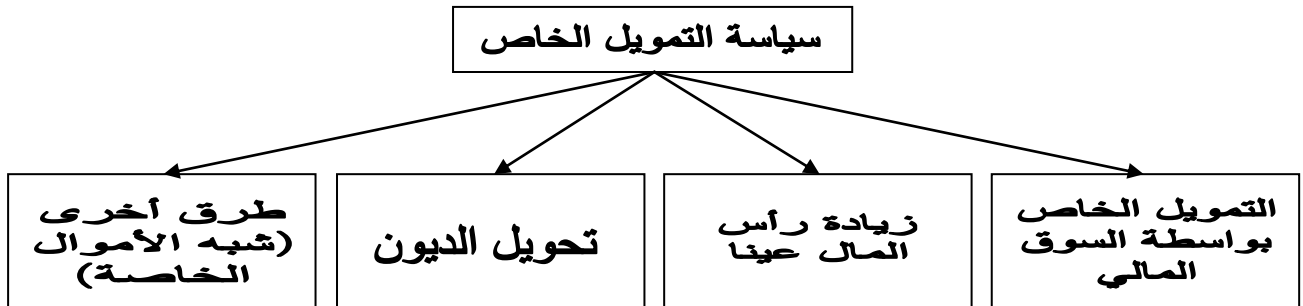 سياسة التمويل الخاص
التمويل الخاص
بواسطة السوق
المالي
زيادة رأس
المال عينا
تحويل الديون
طرق أخرى
(شبه الأموال
الخاصة)